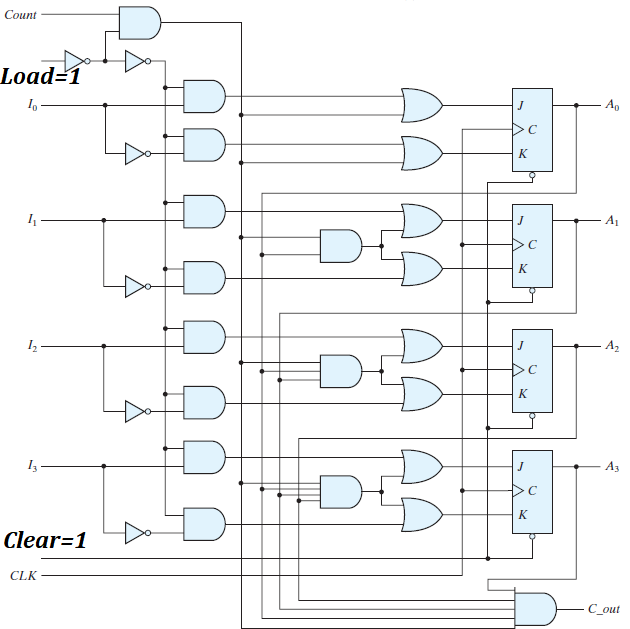 Count
Load=1
I0
J
A0
C
K
I1
J
A1
C
K
I2
J
A2
C
K
I3
J
A3
C
K
Clear=1
CLK
C_out